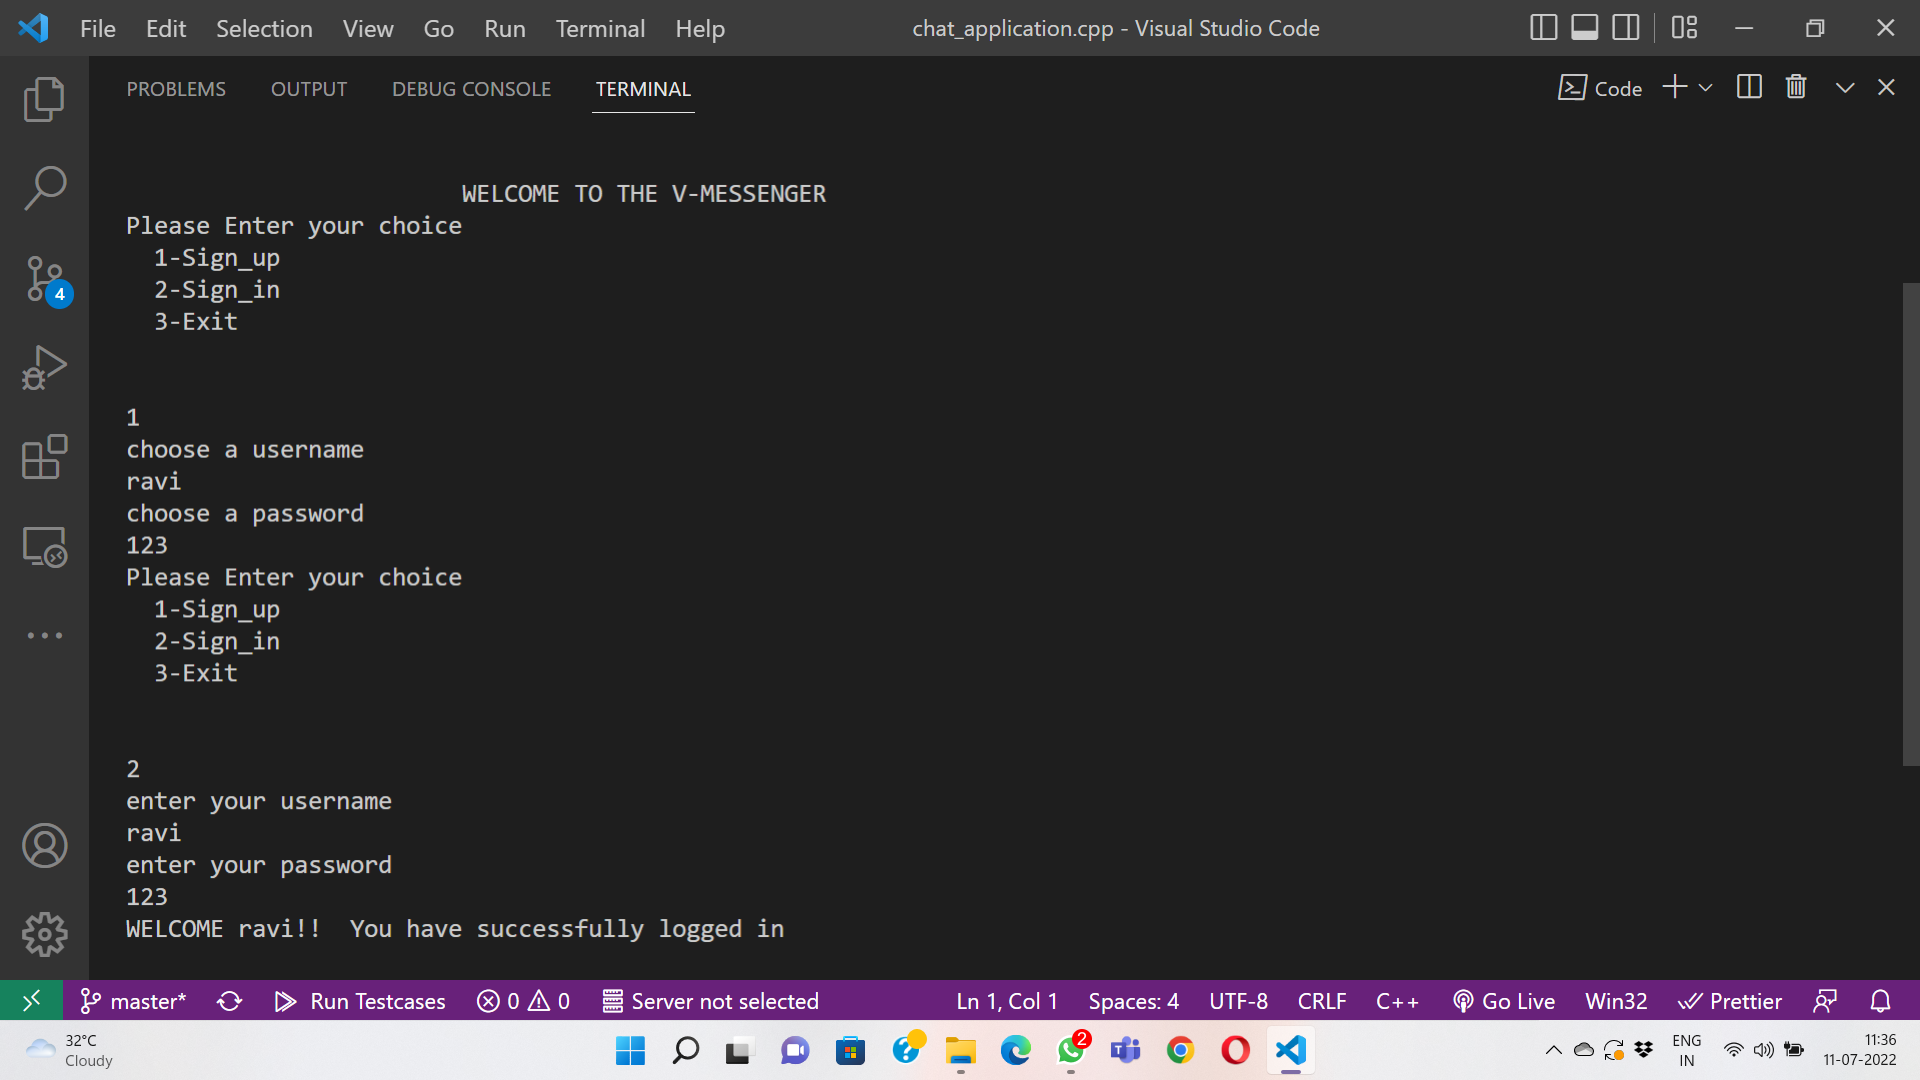 File Edit Selection View Go Run Terminal Help chat_application.cpp - Visual Studio Code
PROBLEMS OUTPUT DEBUG CONSOLE TERMINAL Code
WELCOME TO THE V-MESSENGER
Please Enter your choice
1-Sign_up
2-Sign_in
3-Exit
4
1
choose a username
ravi
choose a password
123
Please Enter your choice
1-Sign_up
2-Sign_in
3-Exit
2
enter your username
ravi
enter your password
123
WELCOME ravi!!  You have successfully logged in
master* Run Testcases 0 0 Server not selected Ln 1, Col 1 Spaces: 4 UTF-8 CRLF C++ Go Live Win32 Prettier
32°C
Cloudy
2
ENG
IN
11:36
11-07-2022